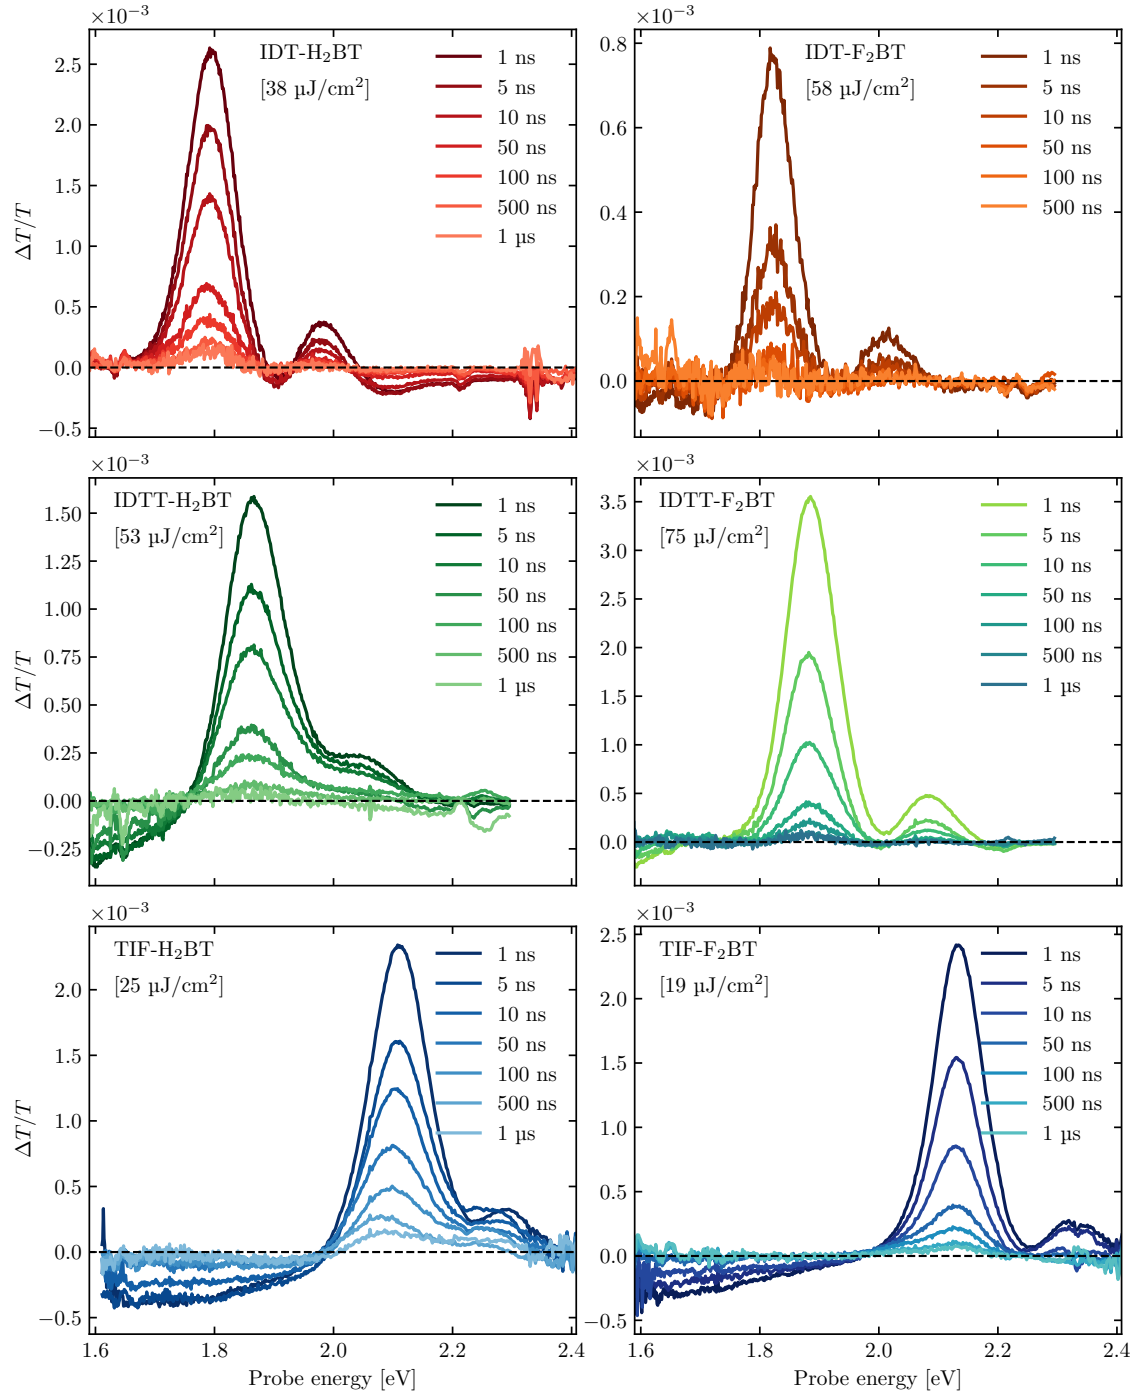 ×10⁻³
IDT-H₂BT
[38 µJ/cm²]
1 ns
5 ns
10 ns
50 ns
100 ns
500 ns
1 µs
2.5
2.0
1.5
1.0
0.5
0.0
−0.5
ΔT/T
×10⁻³
IDT-F₂BT
[58 µJ/cm²]
1 ns
5 ns
10 ns
50 ns
100 ns
500 ns
0.8
0.6
0.4
0.2
0.0
×10⁻³
IDTT-H₂BT
[53 µJ/cm²]
1 ns
5 ns
10 ns
50 ns
100 ns
500 ns
1 µs
1.50
1.25
1.00
0.75
0.50
0.25
0.00
−0.25
ΔT/T
×10⁻³
IDTT-F₂BT
[75 µJ/cm²]
1 ns
5 ns
10 ns
50 ns
100 ns
500 ns
1 µs
3.5
3.0
2.5
2.0
1.5
1.0
0.5
0.0
×10⁻³
TIF-H₂BT
[25 µJ/cm²]
1 ns
5 ns
10 ns
50 ns
100 ns
500 ns
1 µs
2.0
1.5
1.0
0.5
0.0
−0.5
ΔT/T
1.6 1.8 2.0 2.2 2.4
Probe energy [eV]
×10⁻³
TIF-F₂BT
[19 µJ/cm²]
1 ns
5 ns
10 ns
50 ns
100 ns
500 ns
1 µs
2.5
2.0
1.5
1.0
0.5
0.0
−0.5
1.6 1.8 2.0 2.2 2.4
Probe energy [eV]